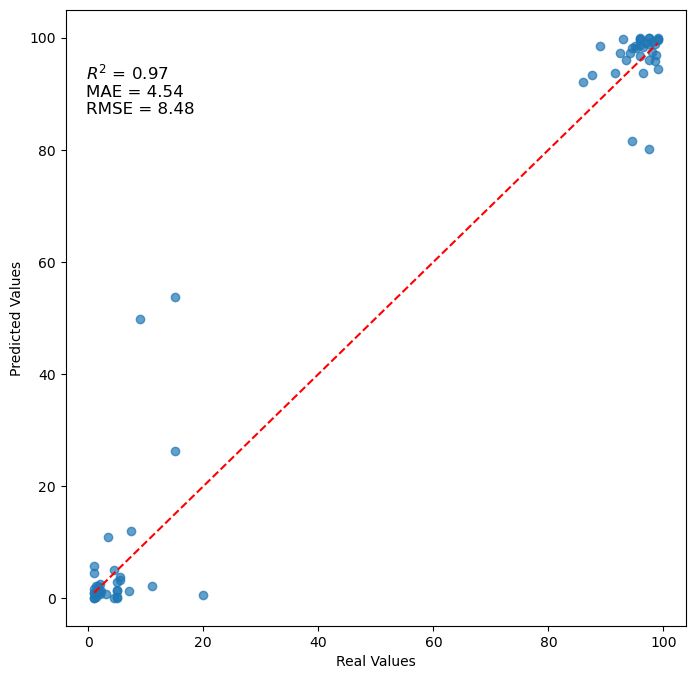 100
80
60
40
20
0
Predicted Values
R² = 0.97
MAE = 4.54
RMSE = 8.48
0 20 40 60 80 100
Real Values